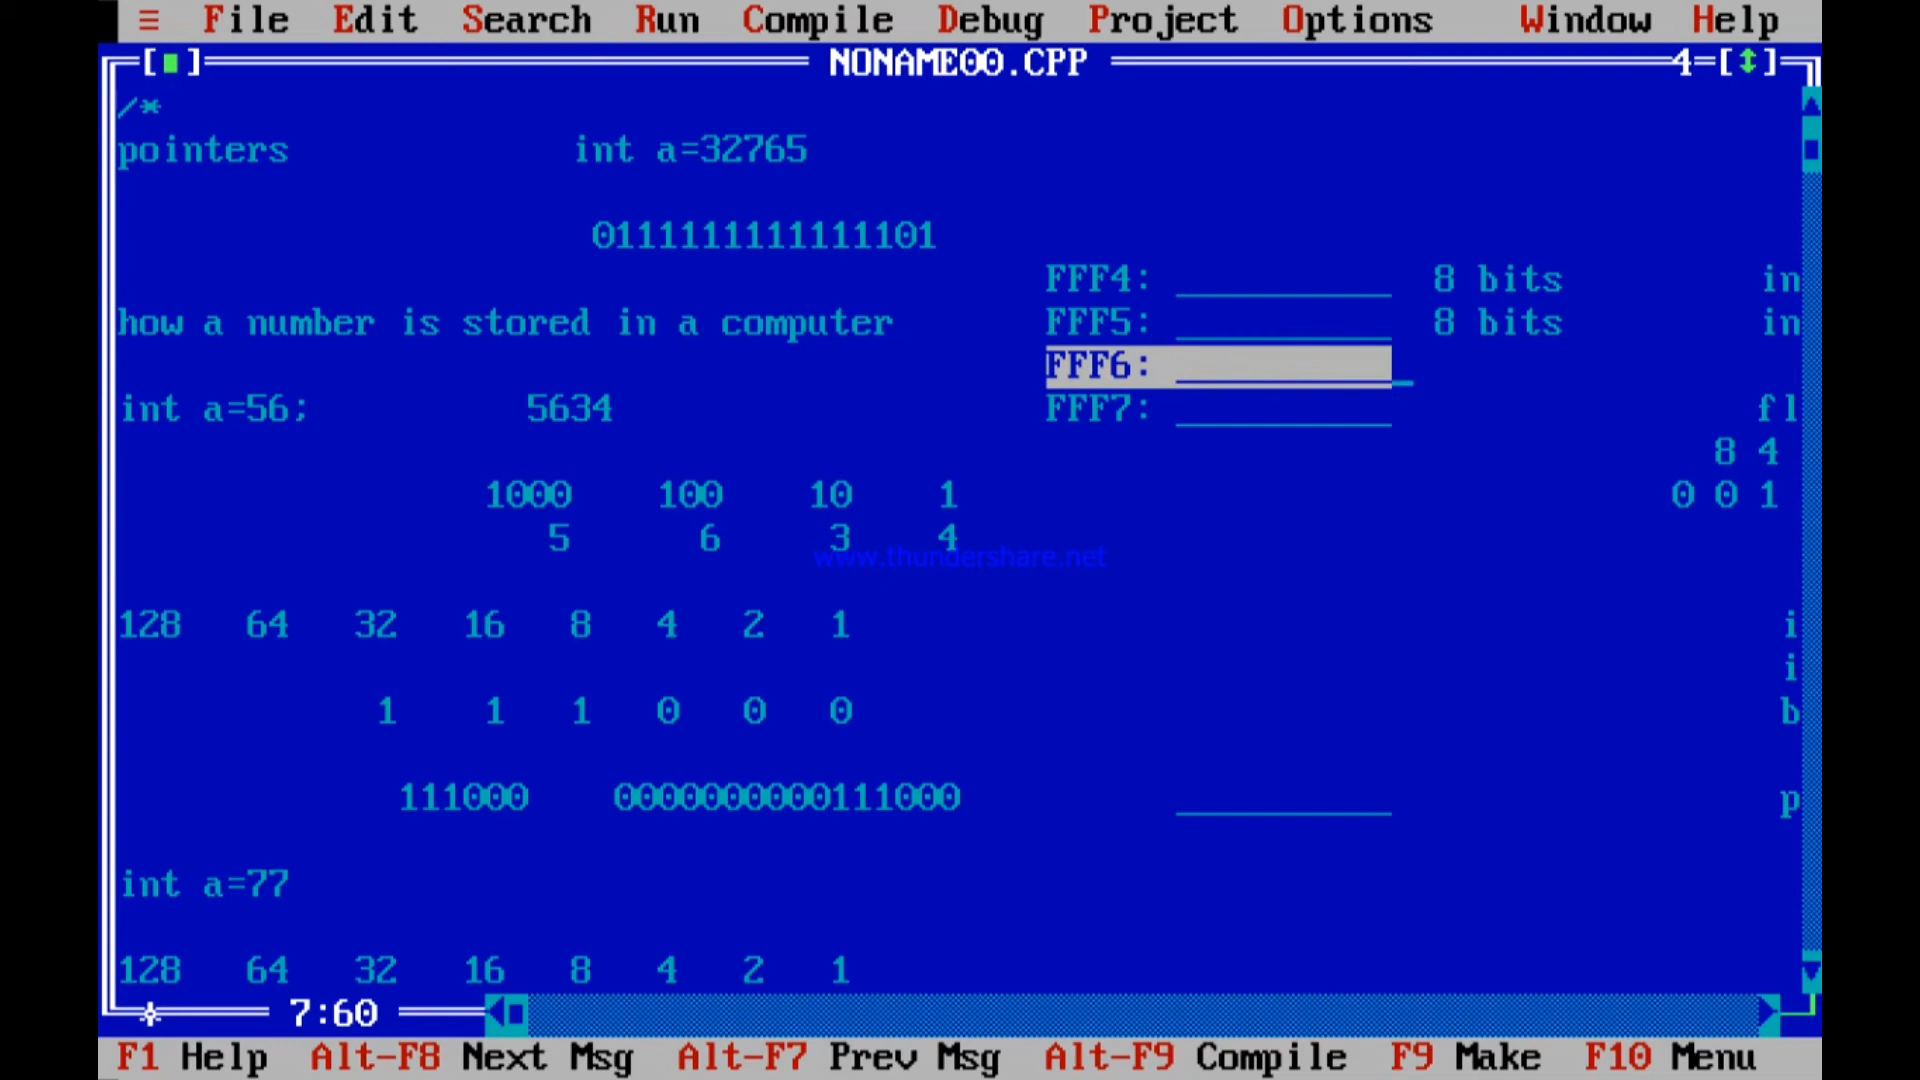 ≡ File Edit Search Run Compile Debug Project Options Window Help
[■] NONAME00.CPP 4=[↕]
/*
pointers int a=32765
0111111111111101
FFF4: __________ 8 bits in
how a number is stored in a computer FFF5: __________ 8 bits in
FFF6: __________
int a=56; 5634 FFF7: __________ fl
8 4
1000 100 10 1 0 0 1
5 6 3 4
www.thundershare.net
128 64 32 16 8 4 2 1 i
i
1 1 1 0 0 0 b
111000 0000000000111000 __________ p
int a=77
128 64 32 16 8 4 2 1
7:60
F1 Help Alt-F8 Next Msg Alt-F7 Prev Msg Alt-F9 Compile F9 Make F10 Menu